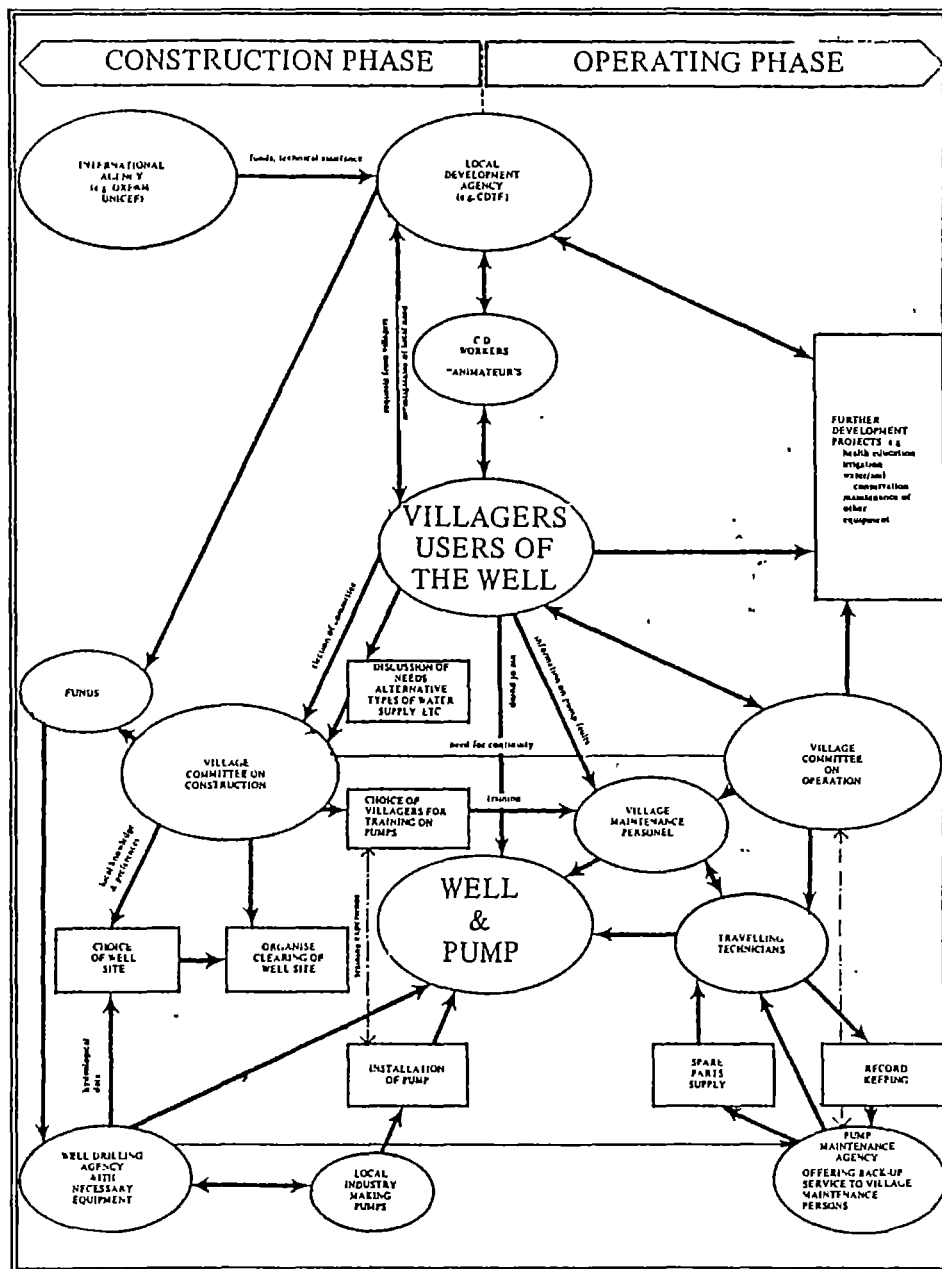 CONSTRUCTION PHASE
OPERATING PHASE
INTERNATIONAL
AGENCY
(e.g. OXFAM
UNICEF)
funds, technical assistance
LOCAL
DEVELOPMENT
AGENCY
(e.g. CDTF)
requests from villagers
of local need
C D
WORKERS
"ANIMATEUR'S
FURTHER
DEVELOPMENT
PROJECTS e.g
health education
irrigation
water/soil
conservation
maintenance of
other
equipment
VILLAGERS
USERS OF
THE WELL
election of committee
DISCUSSION OF
NEEDS
ALTERNATIVE
TYPES OF WATER
SUPPLY ETC
information on pump faults
FUNDS
need for continuity
VILLAGE
COMMITTEE ON
CONSTRUCTION
VILLAGE
COMMITTEE
ON
OPERATION
CHOICE OF
VILLAGERS FOR
TRAINING ON
PUMPS
training
VILLAGE
MAINTENANCE
PERSONEL
local knowledge
& preferences
WELL
&
PUMP
CHOICE
OF WELL
SITE
ORGANISE
CLEARING OF
WELL SITE
TRAVELLING
TECHNICIANS
hydrological
data
INSTALLATION
OF PUMP
SPARE
PARTS
SUPPLY
RECORD
KEEPING
WELL DRILLING
AGENCY
WITH
NECESSARY
EQUIPMENT
LOCAL
INDUSTRY
MAKING
PUMPS
PUMP
MAINTENANCE
AGENCY
OFFERING BACK-UP
SERVICE TO VILLAGE
MAINTENANCE
PERSONS